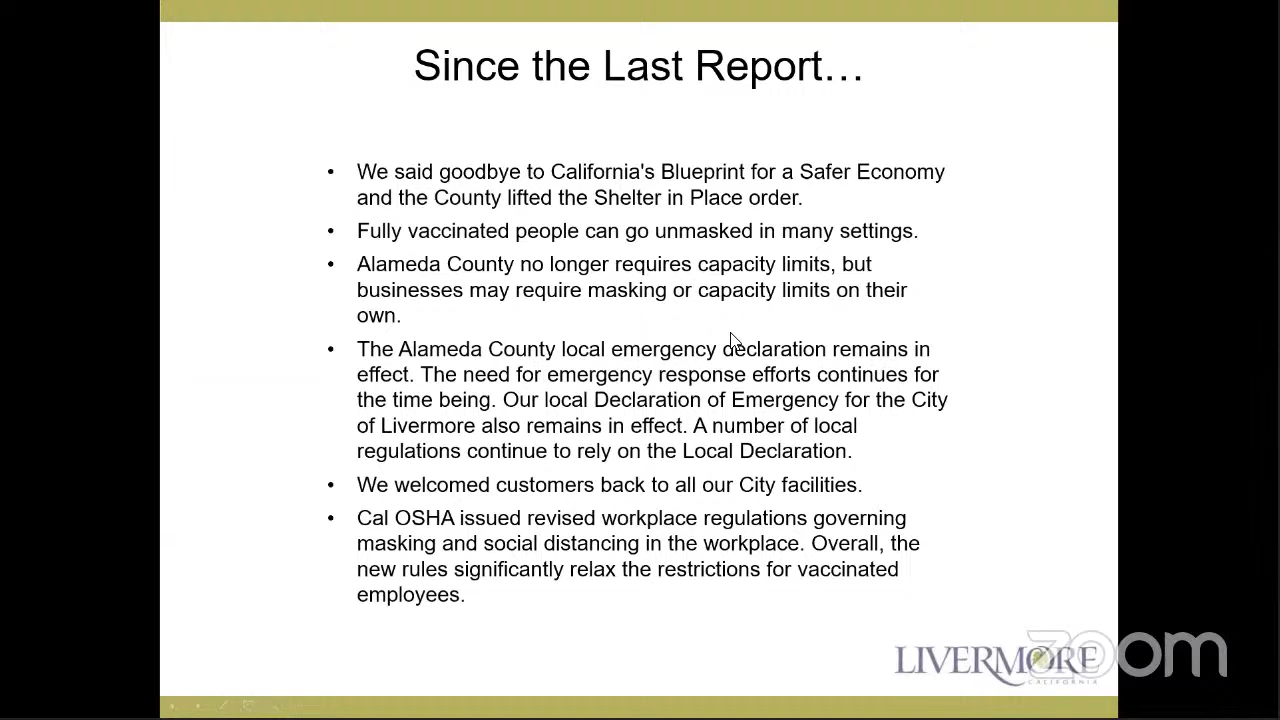 Since the Last Report…
• We said goodbye to California's Blueprint for a Safer Economy
and the County lifted the Shelter in Place order.
• Fully vaccinated people can go unmasked in many settings.
• Alameda County no longer requires capacity limits, but
businesses may require masking or capacity limits on their
own.
• The Alameda County local emergency declaration remains in
effect. The need for emergency response efforts continues for
the time being. Our local Declaration of Emergency for the City
of Livermore also remains in effect. A number of local
regulations continue to rely on the Local Declaration.
• We welcomed customers back to all our City facilities.
• Cal OSHA issued revised workplace regulations governing
masking and social distancing in the workplace. Overall, the
new rules significantly relax the restrictions for vaccinated
employees.
LIVERMORE
CALIFORNIA
zoom